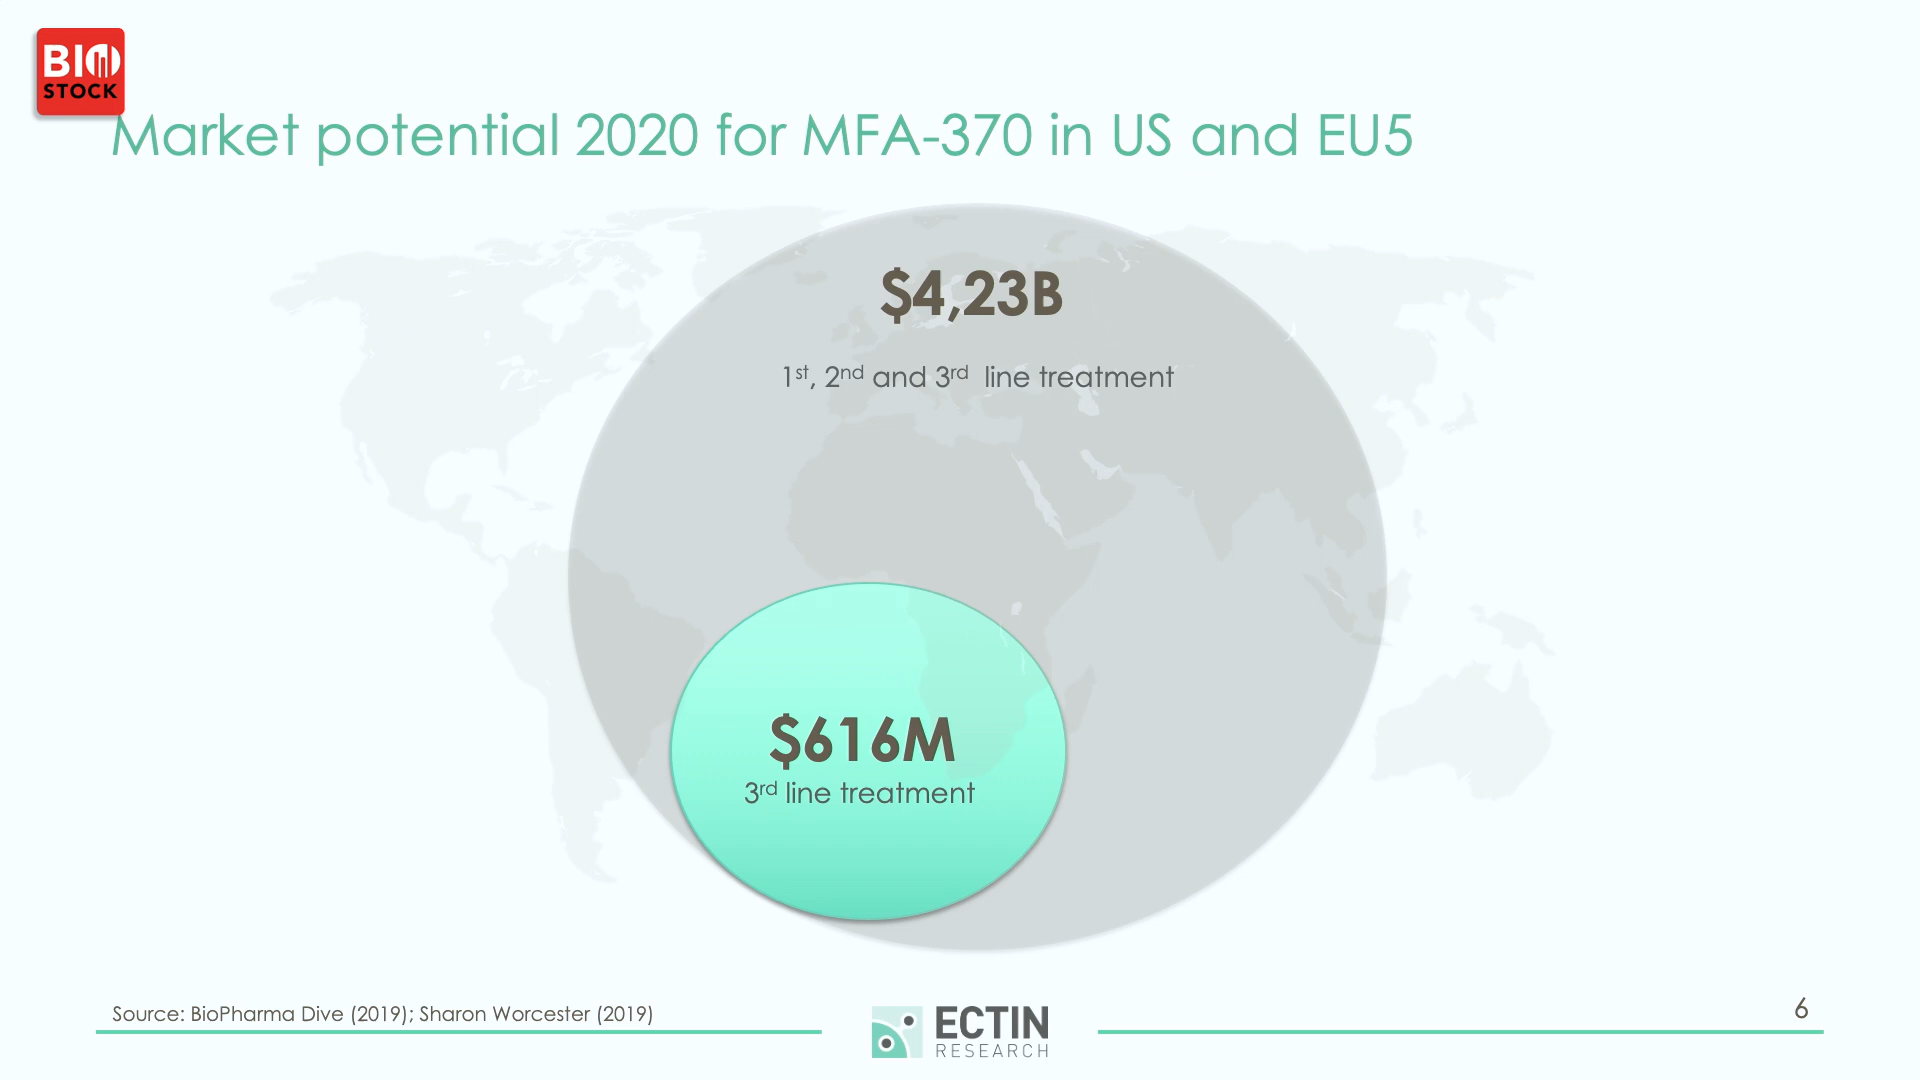 BIO
STOCK
Market potential 2020 for MFA-370 in US and EU5
$4,23B
1st, 2nd and 3rd line treatment
$616M
3rd line treatment
Source: BioPharma Dive (2019); Sharon Worcester (2019)
ECTIN
RESEARCH
6